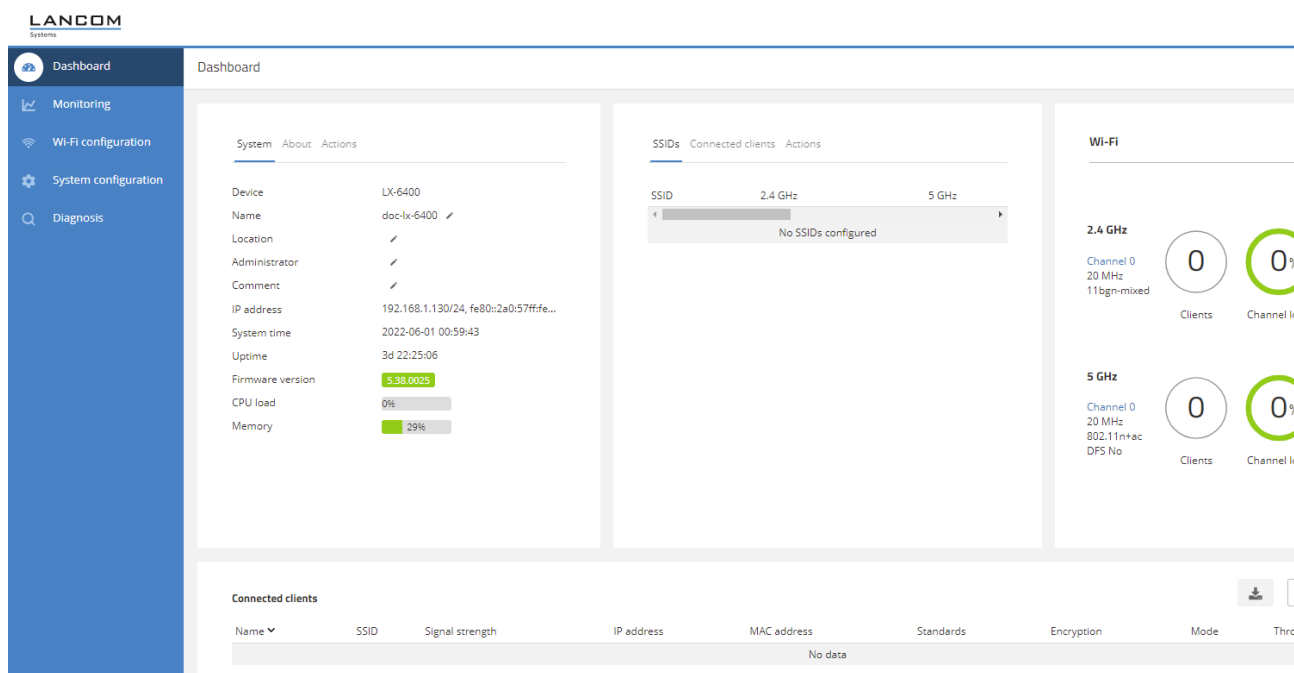 LANCOM
Systems
Dashboard
Monitoring
Wi-Fi configuration
System configuration
Diagnosis
Dashboard
System About Actions
Device LX-6400
Name doc-lx-6400
Location
Administrator
Comment
IP address 192.168.1.130/24, fe80::2a0:57ff:fe...
System time 2022-06-01 00:59:43
Uptime 3d 22:25:06
Firmware version 5.38.0025
CPU load 0%
Memory 29%
SSIDs Connected clients Actions
SSID 2.4 GHz 5 GHz
No SSIDs configured
Wi-Fi
2.4 GHz
Channel 0
20 MHz
11bgn-mixed
0
Clients
0%
Channel
5 GHz
Channel 0
20 MHz
802.11n+ac
DFS No
0
Clients
0%
Channel
Connected clients
Name SSID Signal strength IP address MAC address Standards Encryption Mode
No data